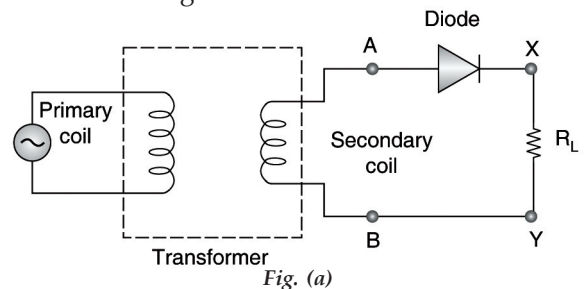 Diode
A
X
Primary
coil
Secondary
coil
R_L
B
Y
Transformer
Fig. (a)